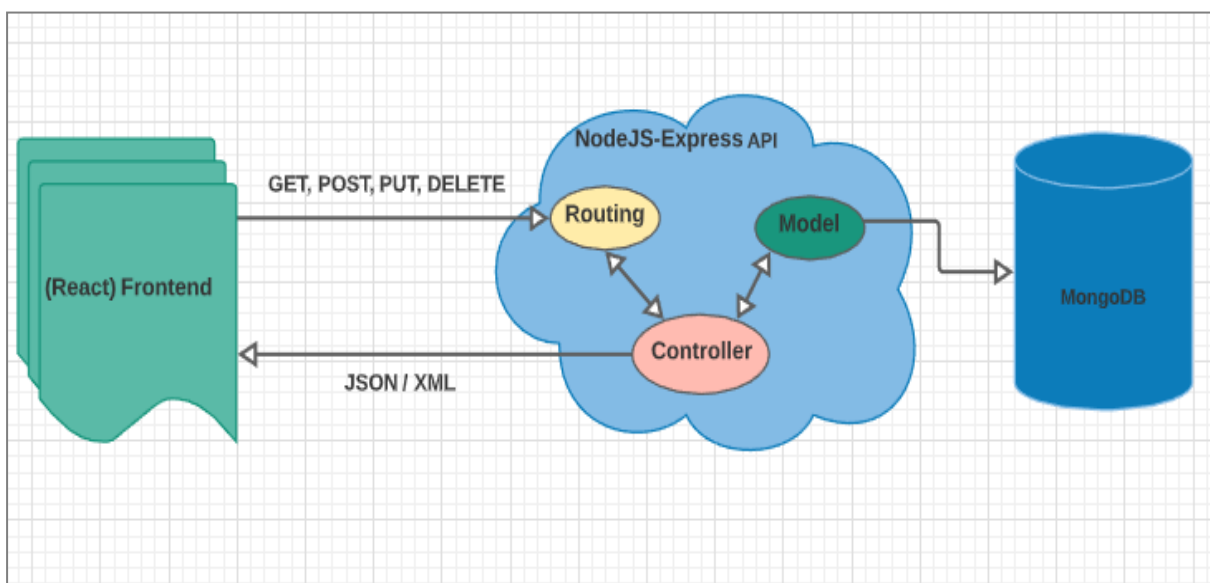 NodeJS-Express API
GET, POST, PUT, DELETE
Routing
Model
(React) Frontend
MongoDB
Controller
JSON / XML